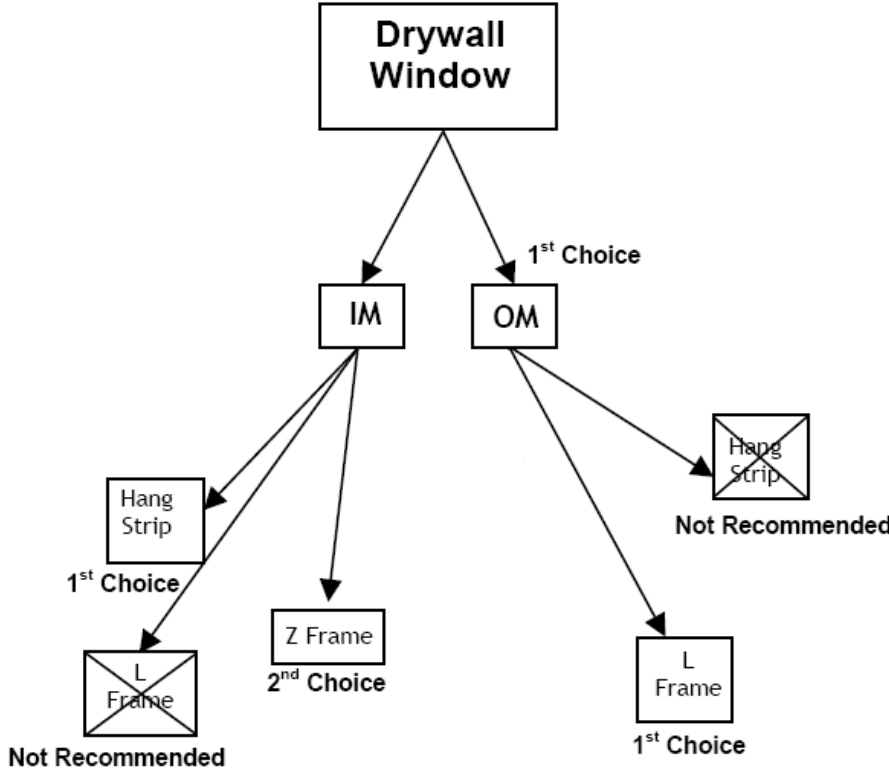 Drywall
Window
1st Choice
IM
OM
Hang
Strip
Not Recommended
Hang
Strip
1st Choice
Z Frame
2nd Choice
L
Frame
1st Choice
L
Frame
Not Recommended